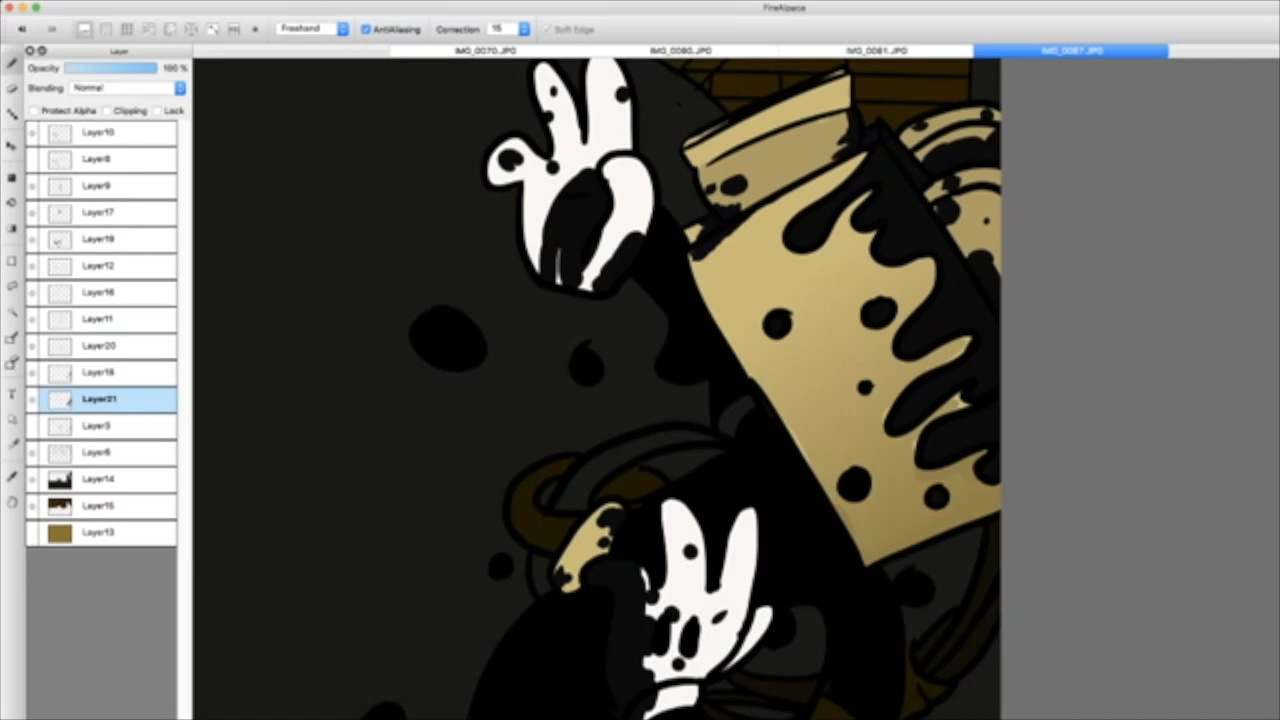 FireAlpaca
Freehand AntiAliasing Correction 15 Soft Edge
Layer IMG_0070.JPG IMG_0080.JPG IMG_0081.JPG IMG_0087.JPG
Opacity 100 %
Blending Normal
Protect Alpha Clipping Lock
Layer10
Layer8
Layer9
Layer17
Layer19
Layer12
Layer16
Layer11
Layer20
Layer18
Layer21
Layer3
Layer6
Layer14
Layer15
Layer13